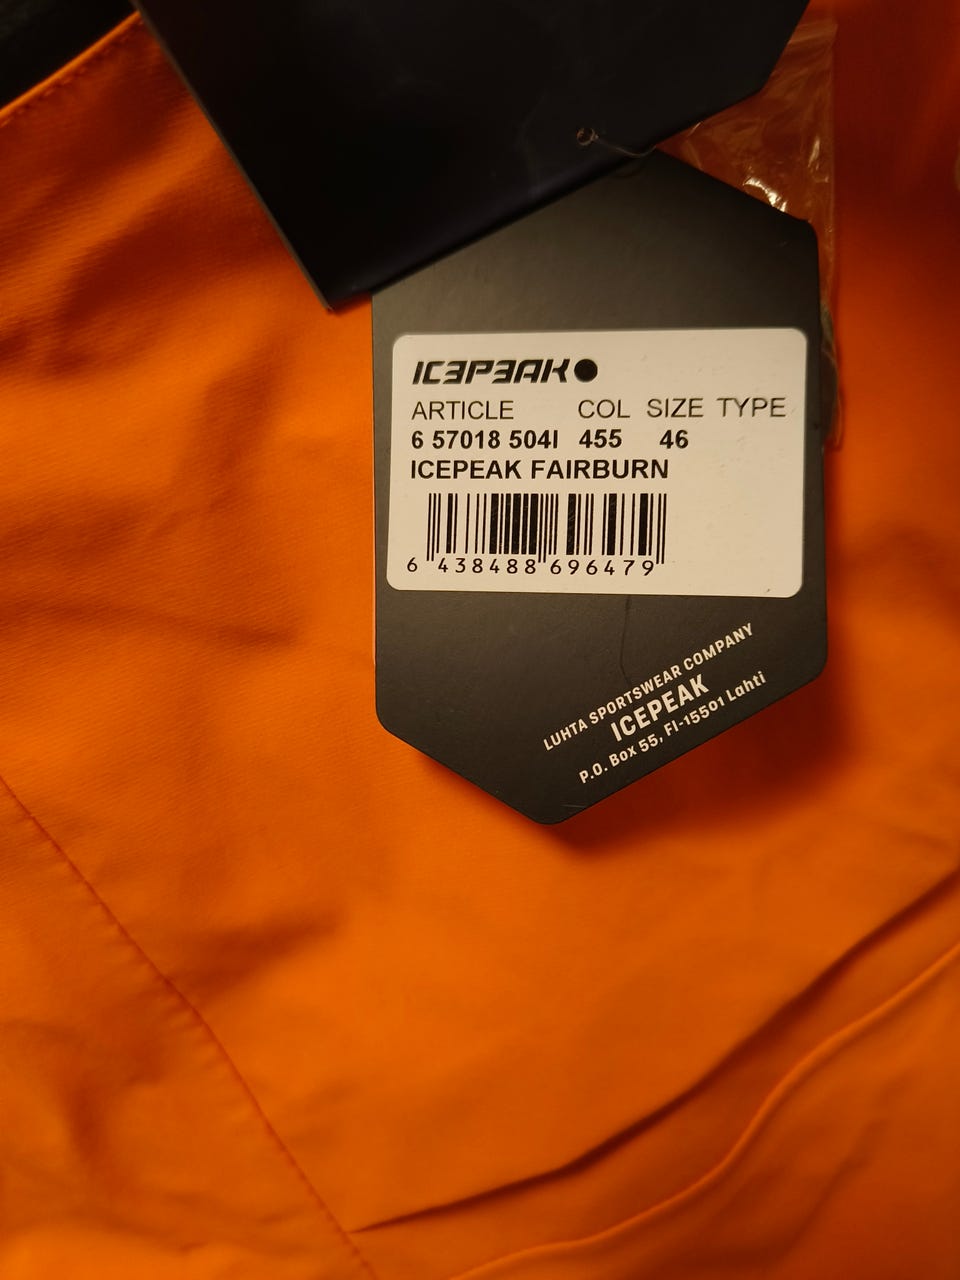 ICEPEAK
ARTICLE COL SIZE TYPE
6 57018 504I 455 46
ICEPEAK FAIRBURN
6 438488 696479
LUHTA SPORTSWEAR COMPANY
ICEPEAK
P.O. Box 55, FI-15501 Lahti